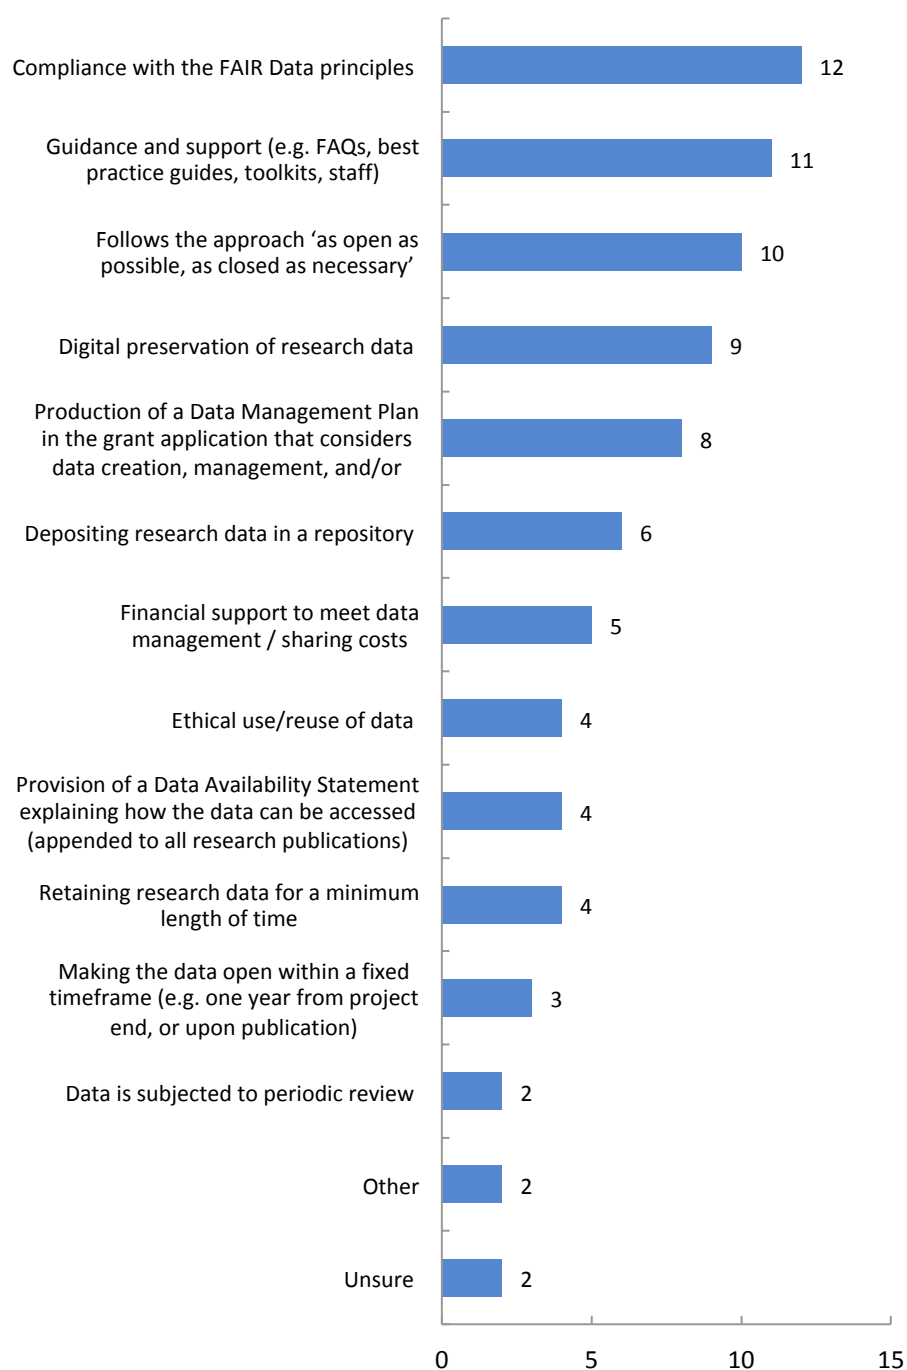 Compliance with the FAIR Data principles
12
Guidance and support (e.g. FAQs, best
practice guides, toolkits, staff)
11
Follows the approach ‘as open as
possible, as closed as necessary’
10
Digital preservation of research data
9
Production of a Data Management Plan
in the grant application that considers
data creation, management, and/or
8
Depositing research data in a repository
6
Financial support to meet data
management / sharing costs
5
Ethical use/reuse of data
4
Provision of a Data Availability Statement
explaining how the data can be accessed
(appended to all research publications)
4
Retaining research data for a minimum
length of time
4
Making the data open within a fixed
timeframe (e.g. one year from project
end, or upon publication)
3
Data is subjected to periodic review
2
Other
2
Unsure
2
0 5 10 15